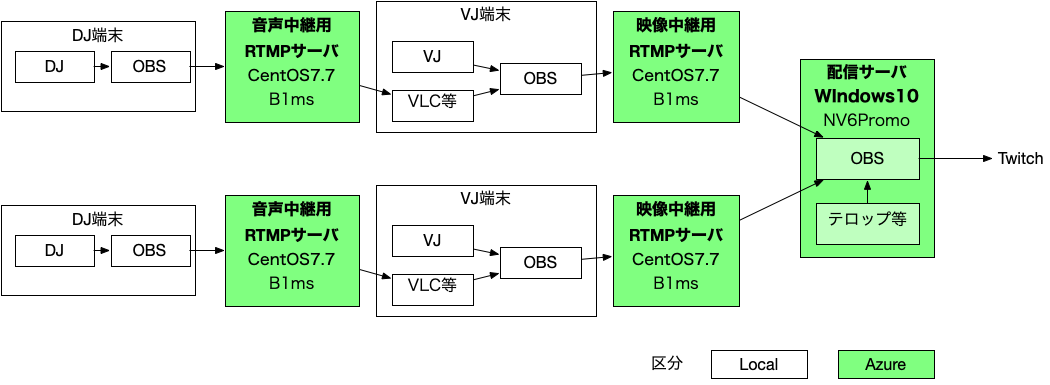 DJ端末
DJ
OBS
音声中継用
RTMPサーバ
CentOS7.7
B1ms
VJ端末
VJ
VLC等
OBS
映像中継用
RTMPサーバ
CentOS7.7
B1ms
DJ端末
DJ
OBS
音声中継用
RTMPサーバ
CentOS7.7
B1ms
VJ端末
VJ
VLC等
OBS
映像中継用
RTMPサーバ
CentOS7.7
B1ms
配信サーバ
WIndows10
NV6Promo
OBS
テロップ等
Twitch
区分
Local
Azure